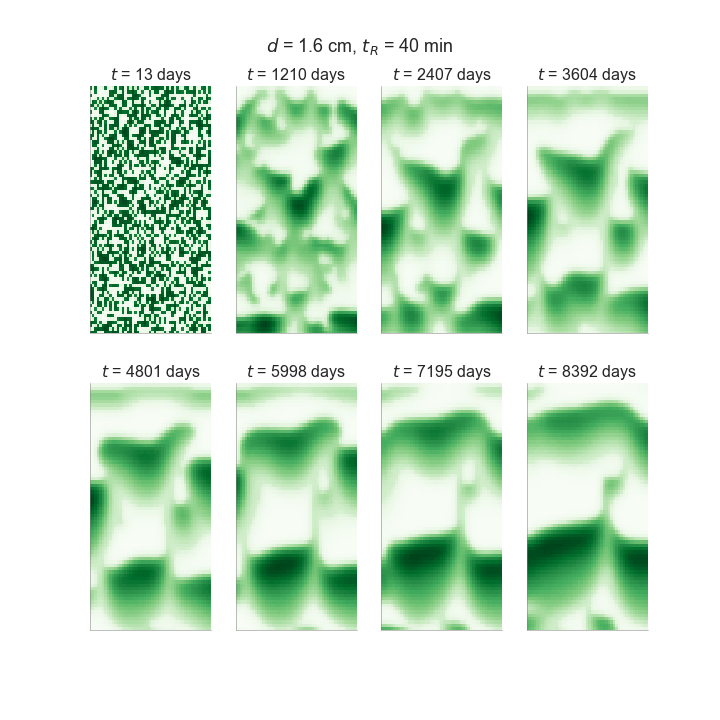 d = 1.6 cm, t_R = 40 min
t = 13 days
t = 1210 days
t = 2407 days
t = 3604 days
t = 4801 days
t = 5998 days
t = 7195 days
t = 8392 days